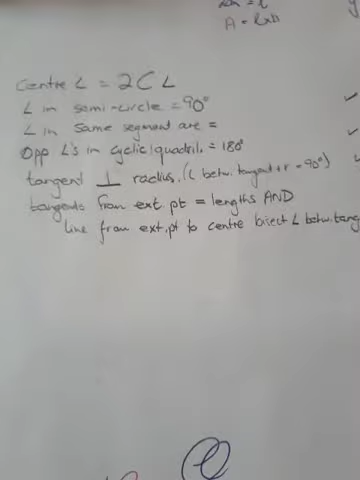 A = lxb
Centre ∠ = 2C∠
∠ in semi-circle = 90°
∠ in same segment are =
Opp ∠'s in cyclic quadril. = 180°
tangent ⊥ radius. (∠ betw. tangent + r = 90°)
tangents from ext. pt = lengths AND
line from ext. pt to centre bisect ∠ betw. tang